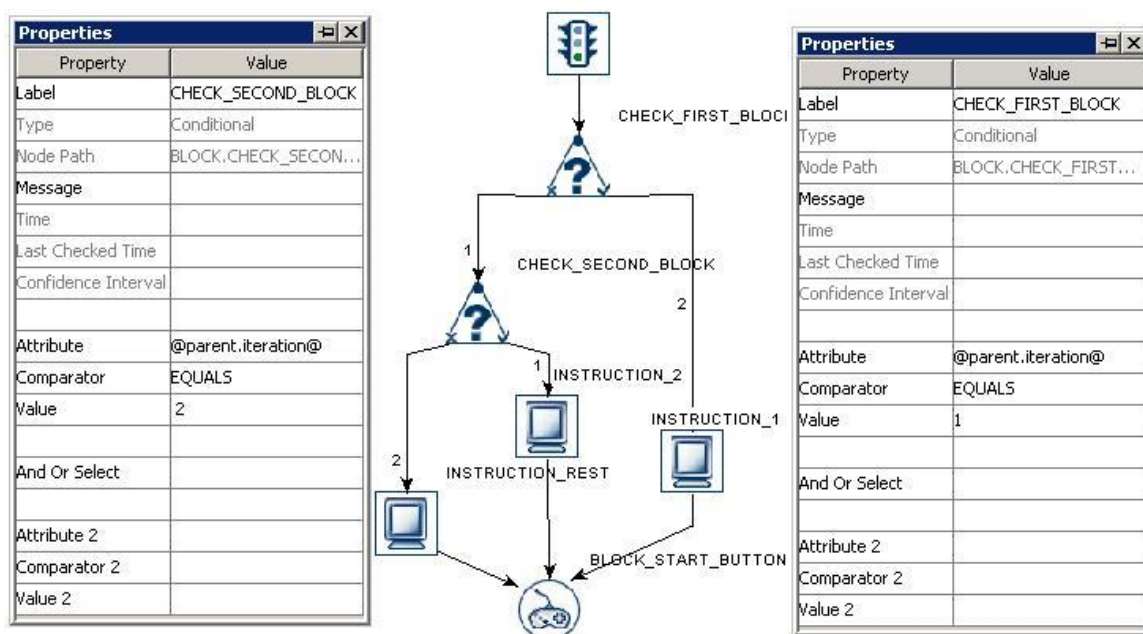 Properties
Property Value
Label CHECK_SECOND_BLOCK
Type Conditional
Node Path BLOCK.CHECK_SECON...
Message
Time
Last Checked Time
Confidence Interval
Attribute @parent.iteration@
Comparator EQUALS
Value 2
And Or Select
Attribute 2
Comparator 2
Value 2
CHECK_FIRST_BLOCI
?
1
CHECK_SECOND_BLOCK
2
?
1
INSTRUCTION_2
INSTRUCTION_1
2
INSTRUCTION_REST
BLOCK_START_BUTTON
Properties
Property Value
Label CHECK_FIRST_BLOCK
Type Conditional
Node Path BLOCK.CHECK_FIRST...
Message
Time
Last Checked Time
Confidence Interval
Attribute @parent.iteration@
Comparator EQUALS
Value 1
And Or Select
Attribute 2
Comparator 2
Value 2